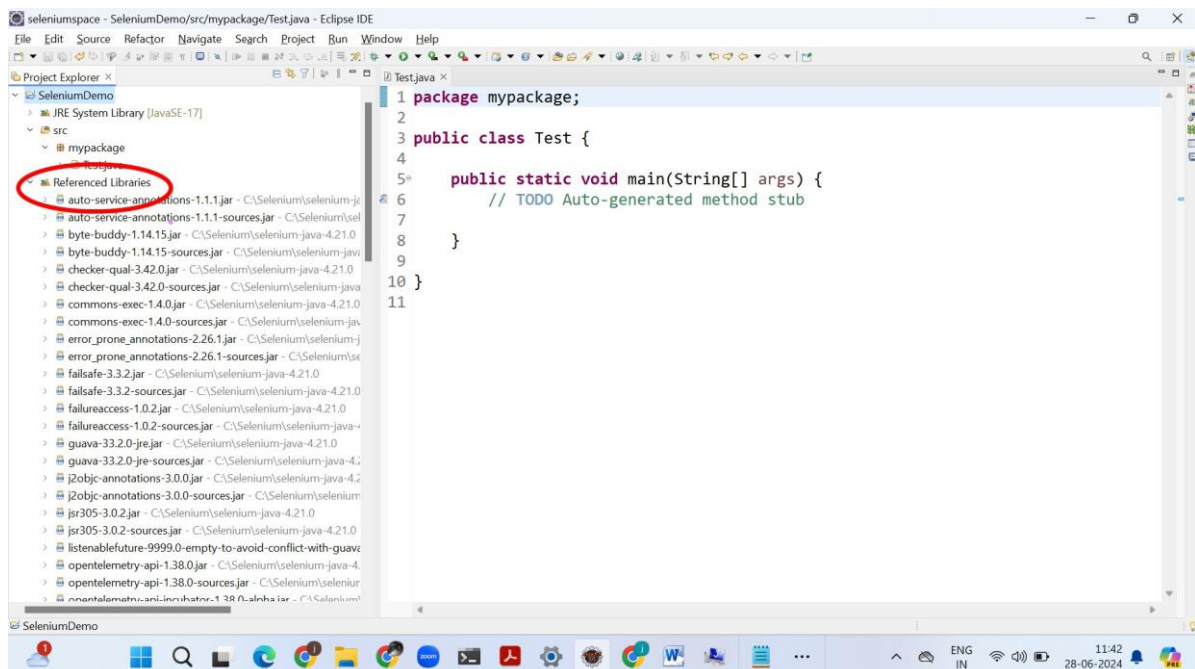 seleniumspace - SeleniumDemo/src/mypackage/Test.java - Eclipse IDE
File Edit Source Refactor Navigate Search Project Run Window Help
Project Explorer
Test.java
SeleniumDemo
JRE System Library [JavaSE-17]
src
mypackage
Test.java
Referenced Libraries
auto-service-annotations-1.1.1.jar - C:\Selenium\selenium-ja
auto-service-annotations-1.1.1-sources.jar - C:\Selenium\sel
byte-buddy-1.14.15.jar - C:\Selenium\selenium-java-4.21.0
byte-buddy-1.14.15-sources.jar - C:\Selenium\selenium-java
checker-qual-3.42.0.jar - C:\Selenium\selenium-java-4.21.0
checker-qual-3.42.0-sources.jar - C:\Selenium\selenium-java
commons-exec-1.4.0.jar - C:\Selenium\selenium-java-4.21.0
commons-exec-1.4.0-sources.jar - C:\Selenium\selenium-jav
error_prone_annotations-2.26.1.jar - C:\Selenium\selenium-j
error_prone_annotations-2.26.1-sources.jar - C:\Selenium\se
failsafe-3.3.2.jar - C:\Selenium\selenium-java-4.21.0
failsafe-3.3.2-sources.jar - C:\Selenium\selenium-java-4.21.0
failureaccess-1.0.2.jar - C:\Selenium\selenium-java-4.21.0
failureaccess-1.0.2-sources.jar - C:\Selenium\selenium-java-
guava-33.2.0-jre.jar - C:\Selenium\selenium-java-4.21.0
guava-33.2.0-jre-sources.jar - C:\Selenium\selenium-java-4.2
j2objc-annotations-3.0.0.jar - C:\Selenium\selenium-java-4.2
j2objc-annotations-3.0.0-sources.jar - C:\Selenium\selenium
jsr305-3.0.2.jar - C:\Selenium\selenium-java-4.21.0
jsr305-3.0.2-sources.jar - C:\Selenium\selenium-java-4.21.0
listenablefuture-9999.0-empty-to-avoid-conflict-with-guava
opentelemetry-api-1.38.0.jar - C:\Selenium\selenium-java-4.
opentelemetry-api-1.38.0-sources.jar - C:\Selenium\selenium
opentelemetry-api-incubator-1.38.0-alpha.jar - C:\Selenium\
1 package mypackage;
2
3 public class Test {
4
5 public static void main(String[] args) {
6 // TODO Auto-generated method stub
7
8 }
9
10 }
11
SeleniumDemo
1
zoom
W
ENG
IN
11:42
28-06-2024
PRE